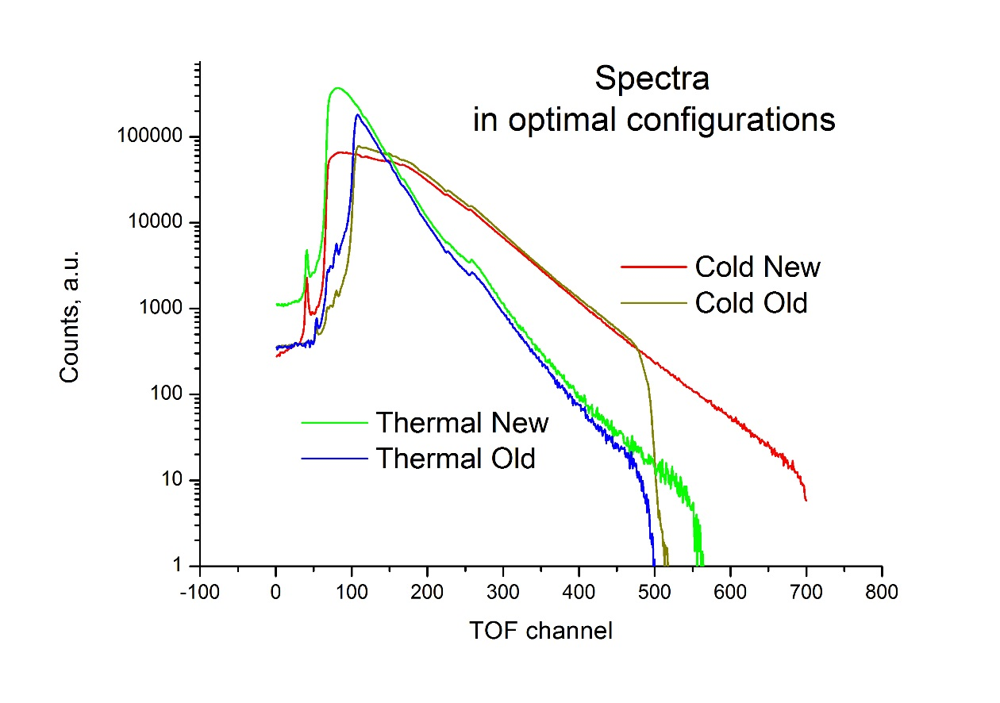 Spectra
in optimal configurations
100000
10000
1000
100
10
1
Counts, a.u.
Cold New
Cold Old
Thermal New
Thermal Old
-100 0 100 200 300 400 500 600 700 800
TOF channel